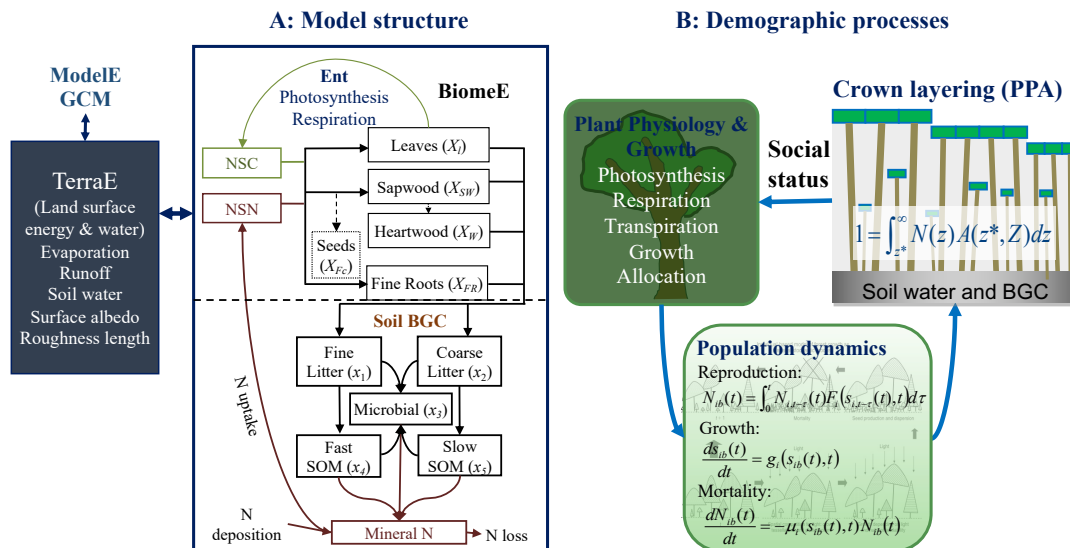 A: Model structure
B: Demographic processes
ModelE
GCM
TerraE
(Land surface
energy & water)
Evaporation
Runoff
Soil water
Surface albedo
Roughness length
Ent
Photosynthesis
Respiration
BiomeE
NSC
NSN
Leaves (X_l)
Sapwood (X_SW)
Heartwood (X_W)
Seeds
(X_Fc)
Fine Roots (X_FR)
Soil BGC
Fine
Litter (x_1)
Coarse
Litter (x_2)
Microbial (x_3)
Fast
SOM (x_4)
Slow
SOM (x_5)
N uptake
N
deposition
Mineral N
N loss
Plant Physiology &
Growth
Photosynthesis
Respiration
Transpiration
Growth
Allocation
Social
status
Crown layering (PPA)
1 = ∫_{z*}^{∞} N(z) A(z*, Z)dz
Soil water and BGC
Population dynamics
Reproduction:
N_ib(t) = ∫_0^t N_{i,t-τ}(t)F_i(s_{i,t-τ}(t),t)dτ
Growth:
ds_ib(t)/dt = g_i(s_ib(t),t)
Mortality:
dN_ib(t)/dt = -μ_i(s_ib(t),t)N_ib(t)